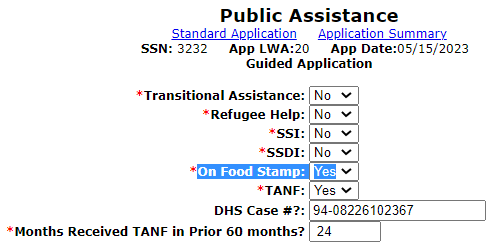 Public Assistance
Standard Application Application Summary
SSN: 3232 App LWA:20 App Date:05/15/2023
Guided Application
*Transitional Assistance: No
*Refugee Help: No
*SSI: No
*SSDI: No
*On Food Stamp: Yes
*TANF: Yes
DHS Case #?: 94-08226102367
*Months Received TANF in Prior 60 months? 24